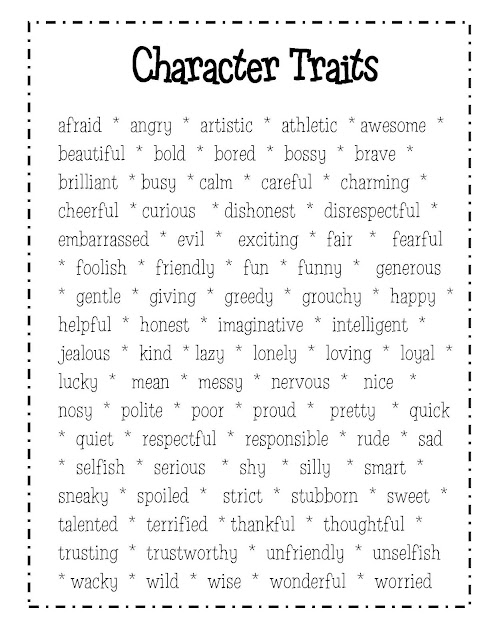 Character Traits
afraid * angry * artistic * athletic * awesome *
beautiful * bold * bored * bossy * brave *
brilliant * busy * calm * careful * charming *
cheerful * curious * dishonest * disrespectful *
embarrassed * evil * exciting * fair * fearful
* foolish * friendly * fun * funny * generous
* gentle * giving * greedy * grouchy * happy *
helpful * honest * imaginative * intelligent *
jealous * kind * lazy * lonely * loving * loyal *
lucky * mean * messy * nervous * nice *
nosy * polite * poor * proud * pretty * quick
* quiet * respectful * responsible * rude * sad
* selfish * serious * shy * silly * smart *
sneaky * spoiled * strict * stubborn * sweet *
talented * terrified * thankful * thoughtful *
trusting * trustworthy * unfriendly * unselfish
* wacky * wild * wise * wonderful * worried